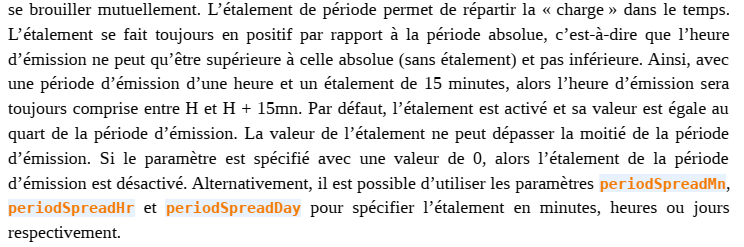 se brouiller mutuellement. L’étalement de période permet de répartir la « charge » dans le temps.
L’étalement se fait toujours en positif par rapport à la période absolue, c’est-à-dire que l’heure
d’émission ne peut qu’être supérieure à celle absolue (sans étalement) et pas inférieure. Ainsi, avec
une période d’émission d’une heure et un étalement de 15 minutes, alors l’heure d’émission sera
toujours comprise entre H et H + 15mn. Par défaut, l’étalement est activé et sa valeur est égale au
quart de la période d’émission. La valeur de l’étalement ne peut dépasser la moitié de la période
d’émission. Si le paramètre est spécifié avec une valeur de 0, alors l’étalement de la période
d’émission est désactivé. Alternativement, il est possible d’utiliser les paramètres periodSpreadMn,
periodSpreadHr et periodSpreadDay pour spécifier l’étalement en minutes, heures ou jours
respectivement.